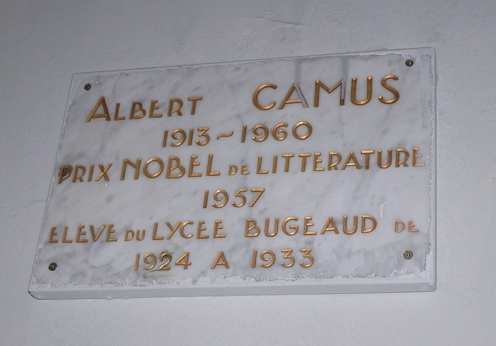 ALBERT CAMUS
1913~1960
PRIX NOBEL DE LITTERATURE
1957
ELEVE DU LYCEE BUGEAUD DE
1924 A 1933